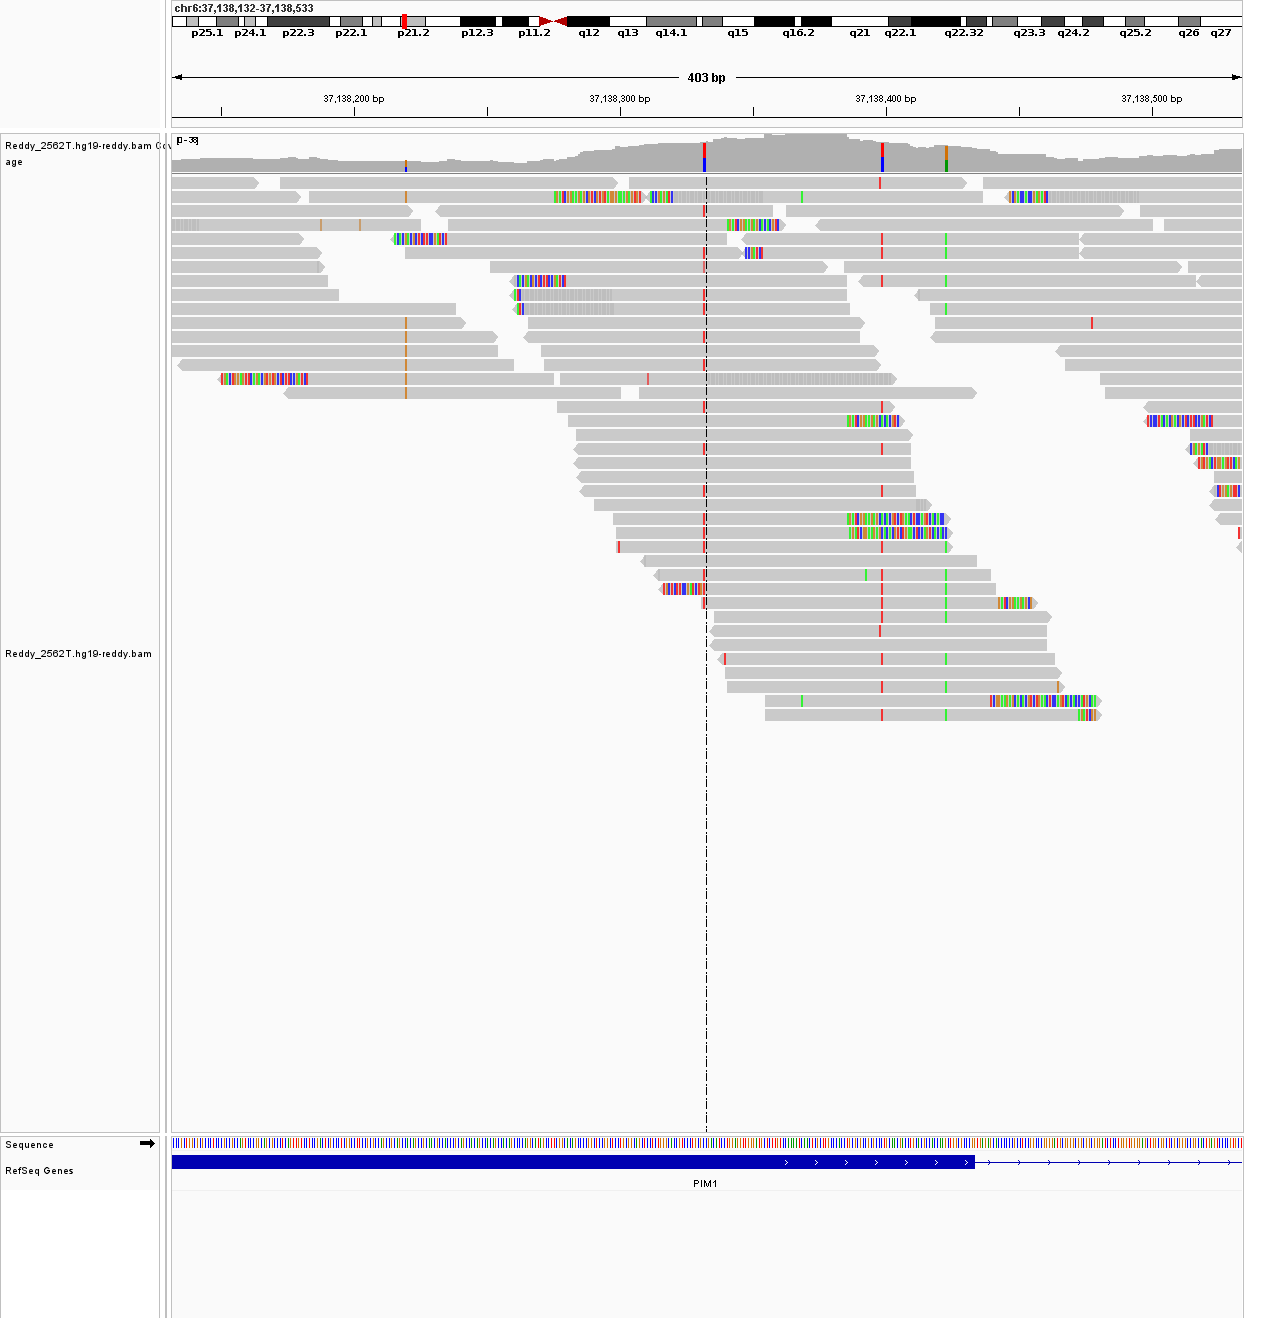 chr6:37,138,132-37,138,533
p25.1 p24.1 p22.3 p22.1 p21.2 p12.3 p11.2 q12 q13 q14.1 q15 q16.2 q21 q22.1 q22.32 q23.3 q24.2 q25.2 q26 q27
403 bp
37,138,200 bp 37,138,300 bp 37,138,400 bp 37,138,500 bp
[0-38]
Reddy_2562T.hg19-reddy.bam Cov
age
Reddy_2562T.hg19-reddy.bam
Sequence
RefSeq Genes
PIM1